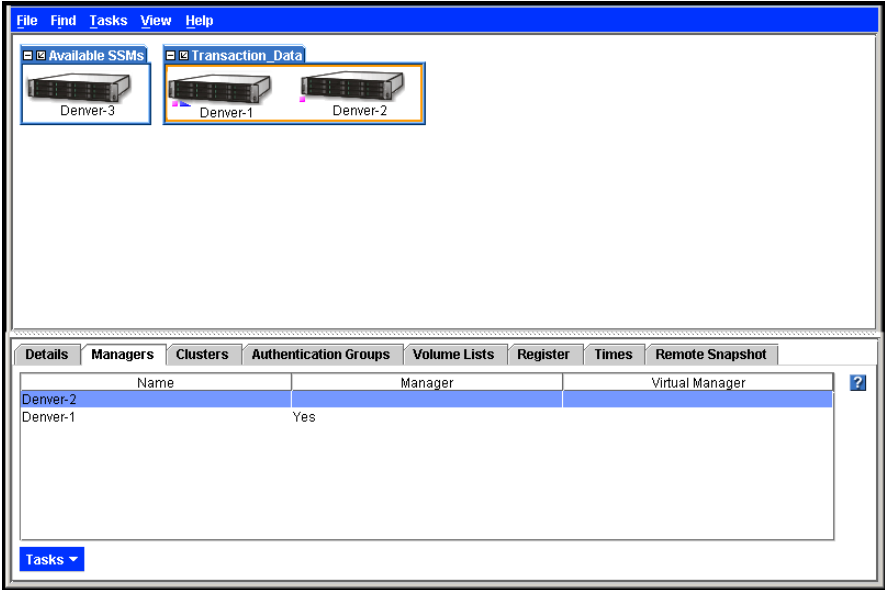 File Find Tasks View Help
Available SSMs Transaction_Data
Denver-3 Denver-1 Denver-2
Details Managers Clusters Authentication Groups Volume Lists Register Times Remote Snapshot
Name Manager Virtual Manager ?
Denver-2
Denver-1 Yes
Tasks